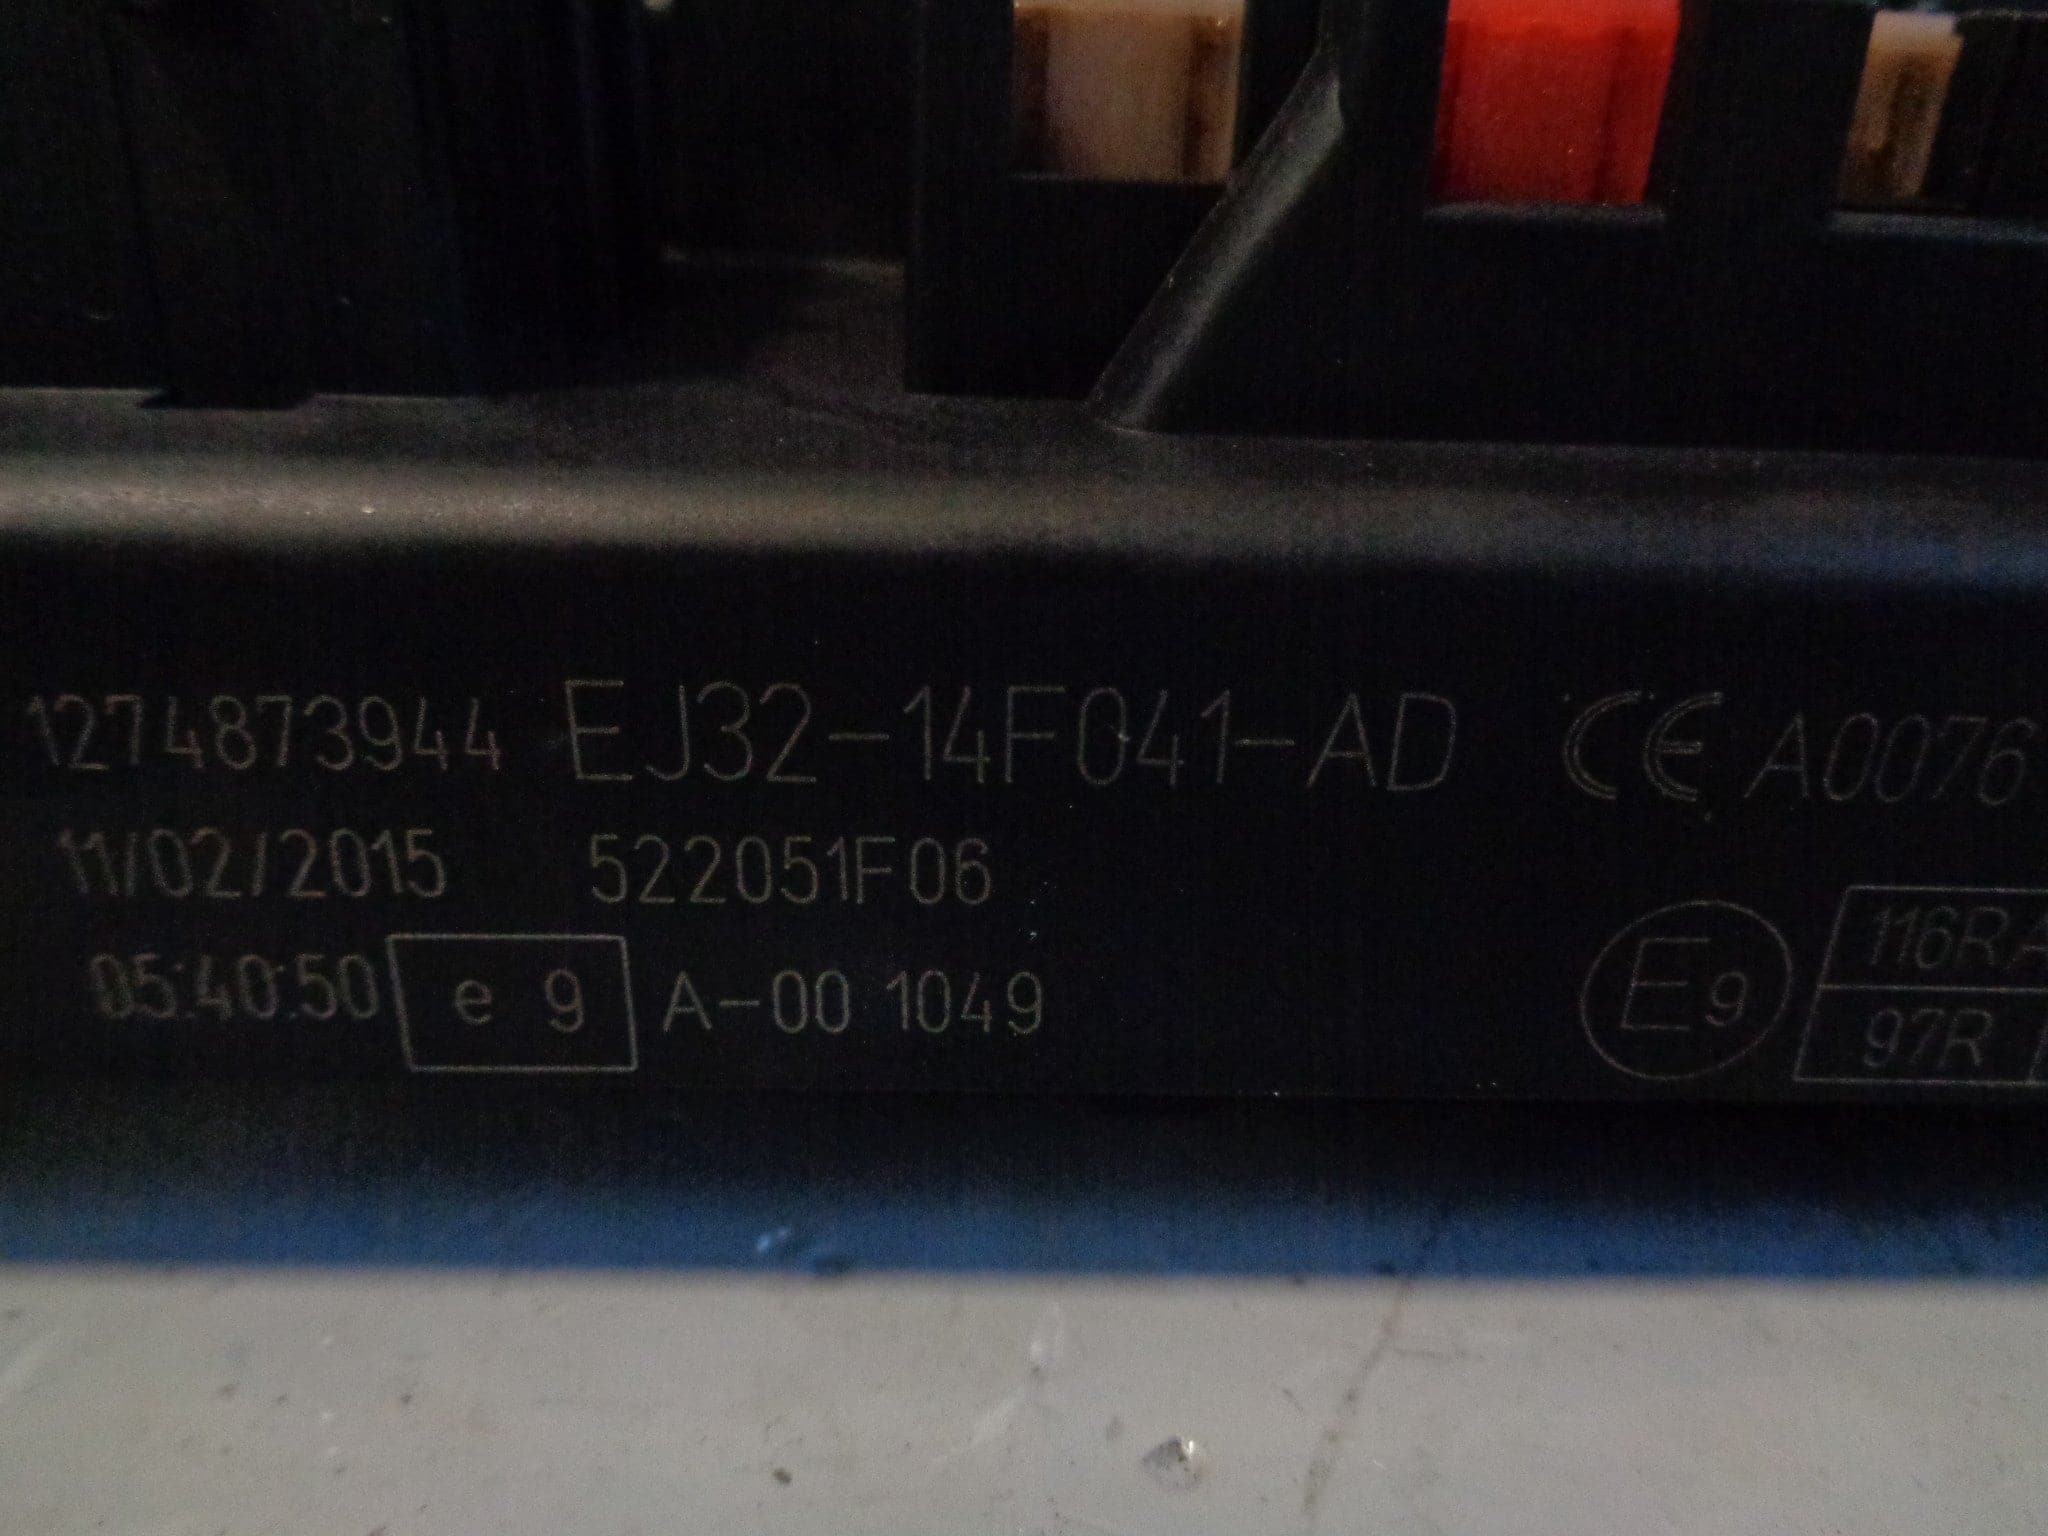 1274873944 EJ32-14F041-AD CE A0076
11/02/2015 522051F06
05:40:50 e 9 A-00 1049
E9 116RA
97R